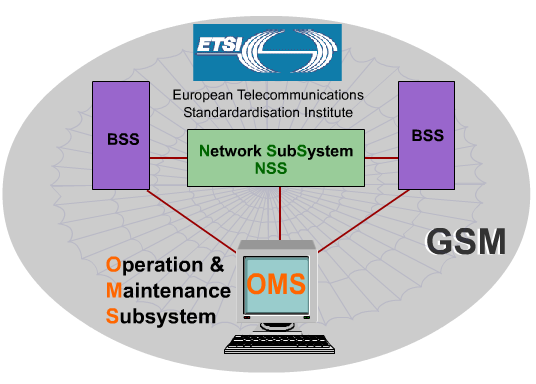 ETSI
European Telecommunications
Standardardisation Institute
BSS
BSS
Network SubSystem
NSS
GSM
Operation &
Maintenance
Subsystem
OMS